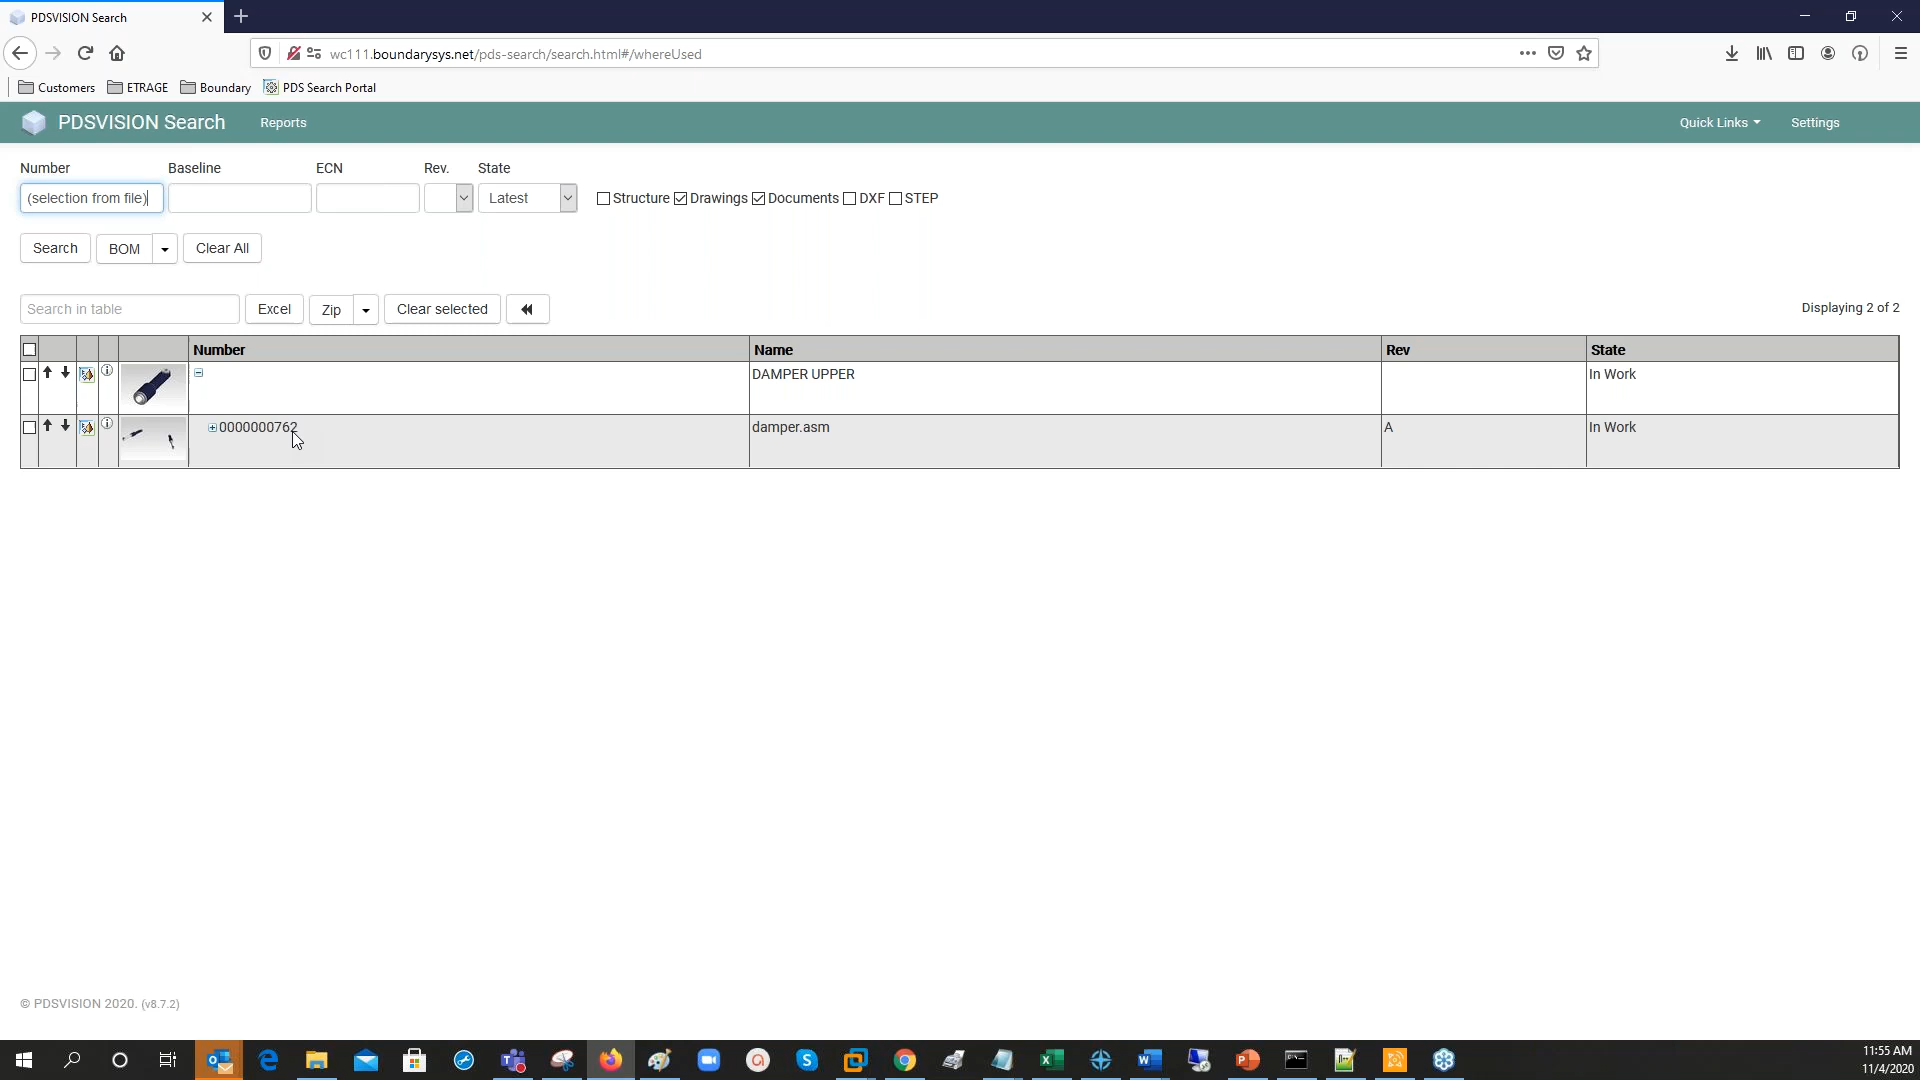 PDSVISION Search
wc111.boundarysys.net/pds-search/search.html#/whereUsed
Customers ETRAGE Boundary PDS Search Portal
PDSVISION Search Reports Quick Links Settings
Number Baseline ECN Rev. State
(selection from file) Latest Structure Drawings Documents DXF STEP
Search BOM Clear All
Search in table Excel Zip Clear selected Displaying 2 of 2
Number Name Rev State
DAMPER UPPER In Work
0000000762 damper.asm A In Work
© PDSVISION 2020. (v8.7.2)
11:55 AM
11/4/2020